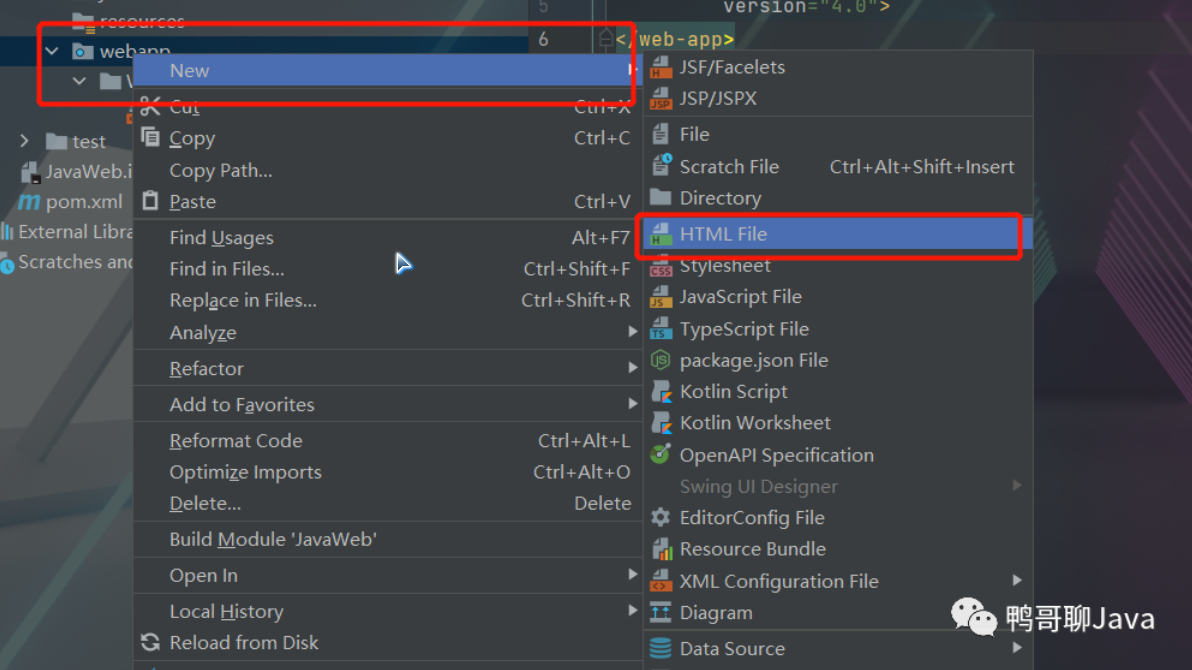 resources
webapp
test
JavaWeb.i
pom.xml
External Libra
Scratches and
5
version="4.0">
6
</web-app>
New
Cut Ctrl+X
Copy Ctrl+C
Copy Path...
Paste Ctrl+V
Find Usages Alt+F7
Find in Files... Ctrl+Shift+F
Replace in Files... Ctrl+Shift+R
Analyze
Refactor
Add to Favorites
Reformat Code Ctrl+Alt+L
Optimize Imports Ctrl+Alt+O
Delete... Delete
Build Module 'JavaWeb'
Open In
Local History
Reload from Disk
JSF/Facelets
JSP/JSPX
File
Scratch File Ctrl+Alt+Shift+Insert
Directory
HTML File
Stylesheet
JavaScript File
TypeScript File
package.json File
Kotlin Script
Kotlin Worksheet
OpenAPI Specification
Swing UI Designer
EditorConfig File
Resource Bundle
XML Configuration File
Diagram
Data Source
鸭哥聊Java